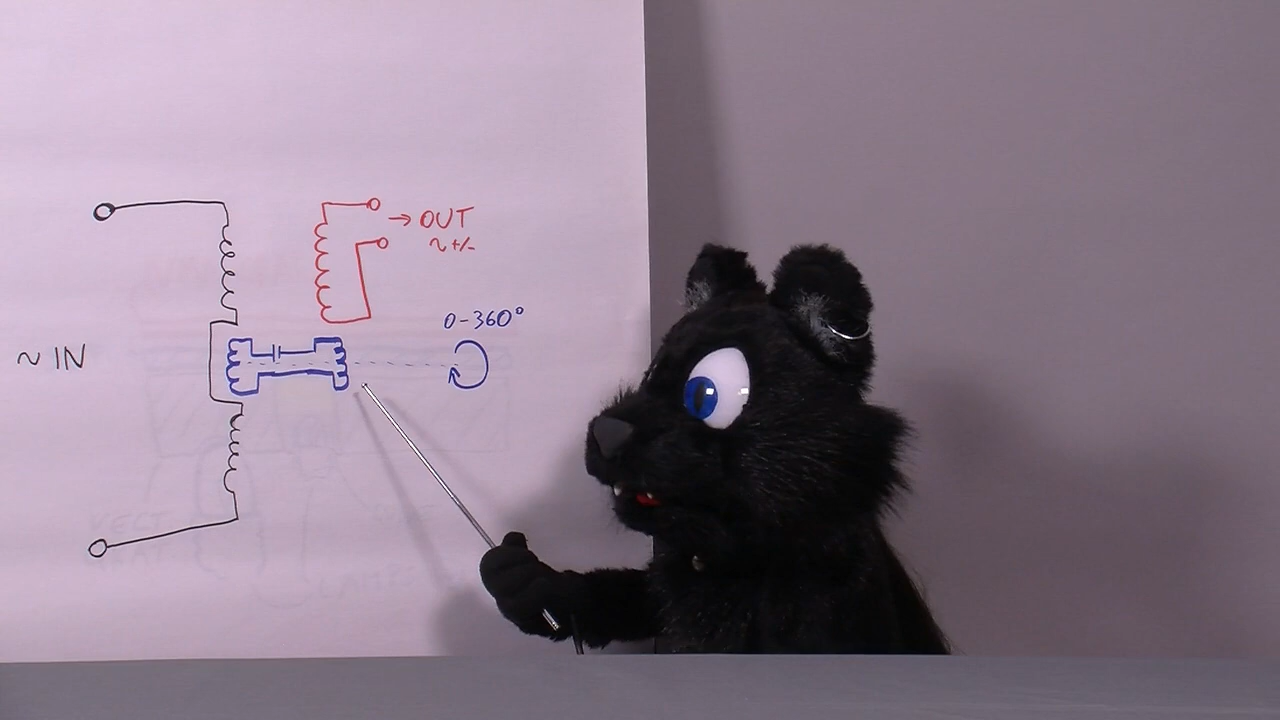 → OUT
~ +/-
0-360°
~ IN